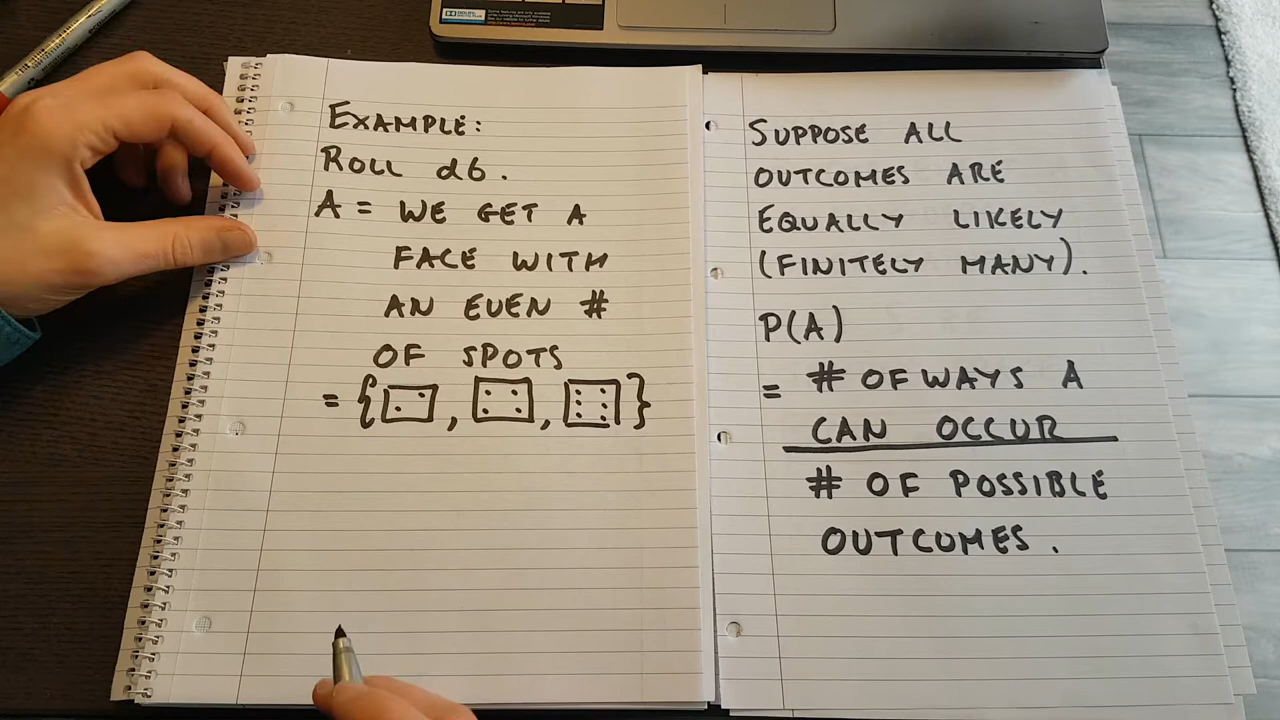 EXAMPLE:
ROLL d6.
A = WE GET A
FACE WITH
AN EVEN #
OF SPOTS
= { , , }
SUPPOSE ALL
OUTCOMES ARE
EQUALLY LIKELY
(FINITELY MANY).
P(A)
= # OF WAYS A
CAN OCCUR
# OF POSSIBLE
OUTCOMES.